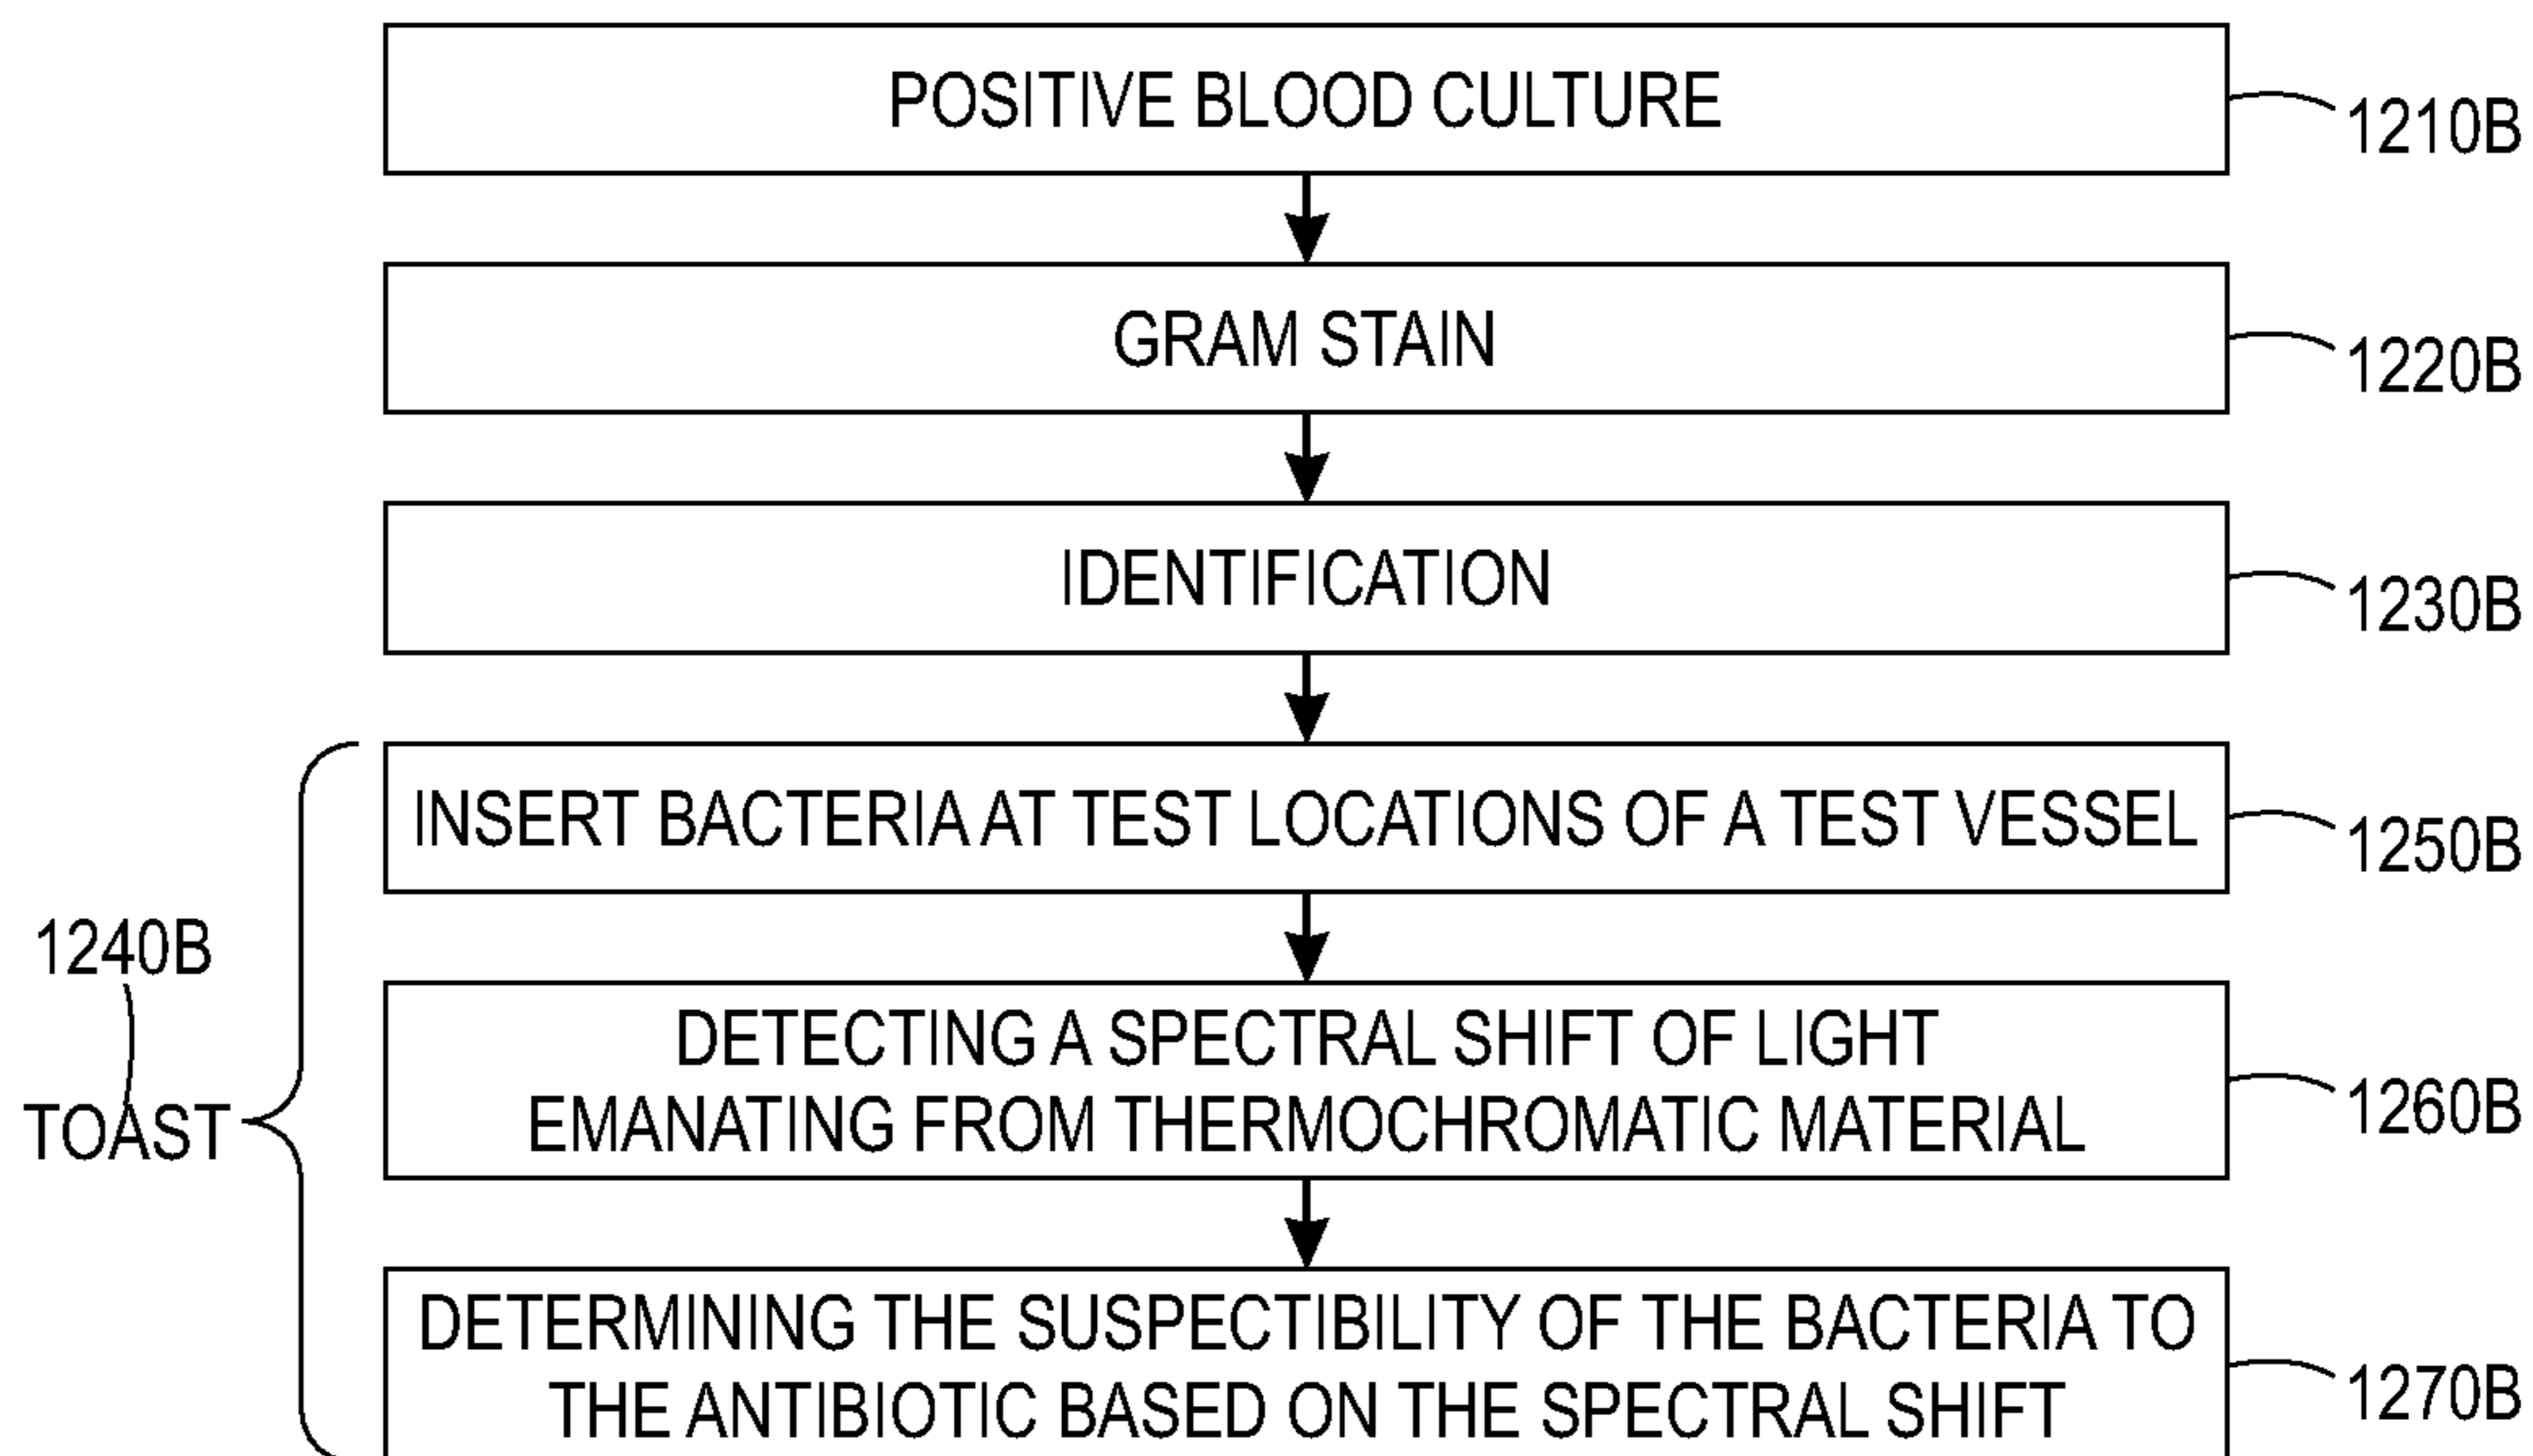 POSITIVE BLOOD CULTURE
1210B
GRAM STAIN
1220B
IDENTIFICATION
1230B
INSERT BACTERIA AT TEST LOCATIONS OF A TEST VESSEL
1250B
1240B
TOAST
DETECTING A SPECTRAL SHIFT OF LIGHT
EMANATING FROM THERMOCHROMATIC MATERIAL
1260B
DETERMINING THE SUSPECTIBILITY OF THE BACTERIA TO
THE ANTIBIOTIC BASED ON THE SPECTRAL SHIFT
1270B